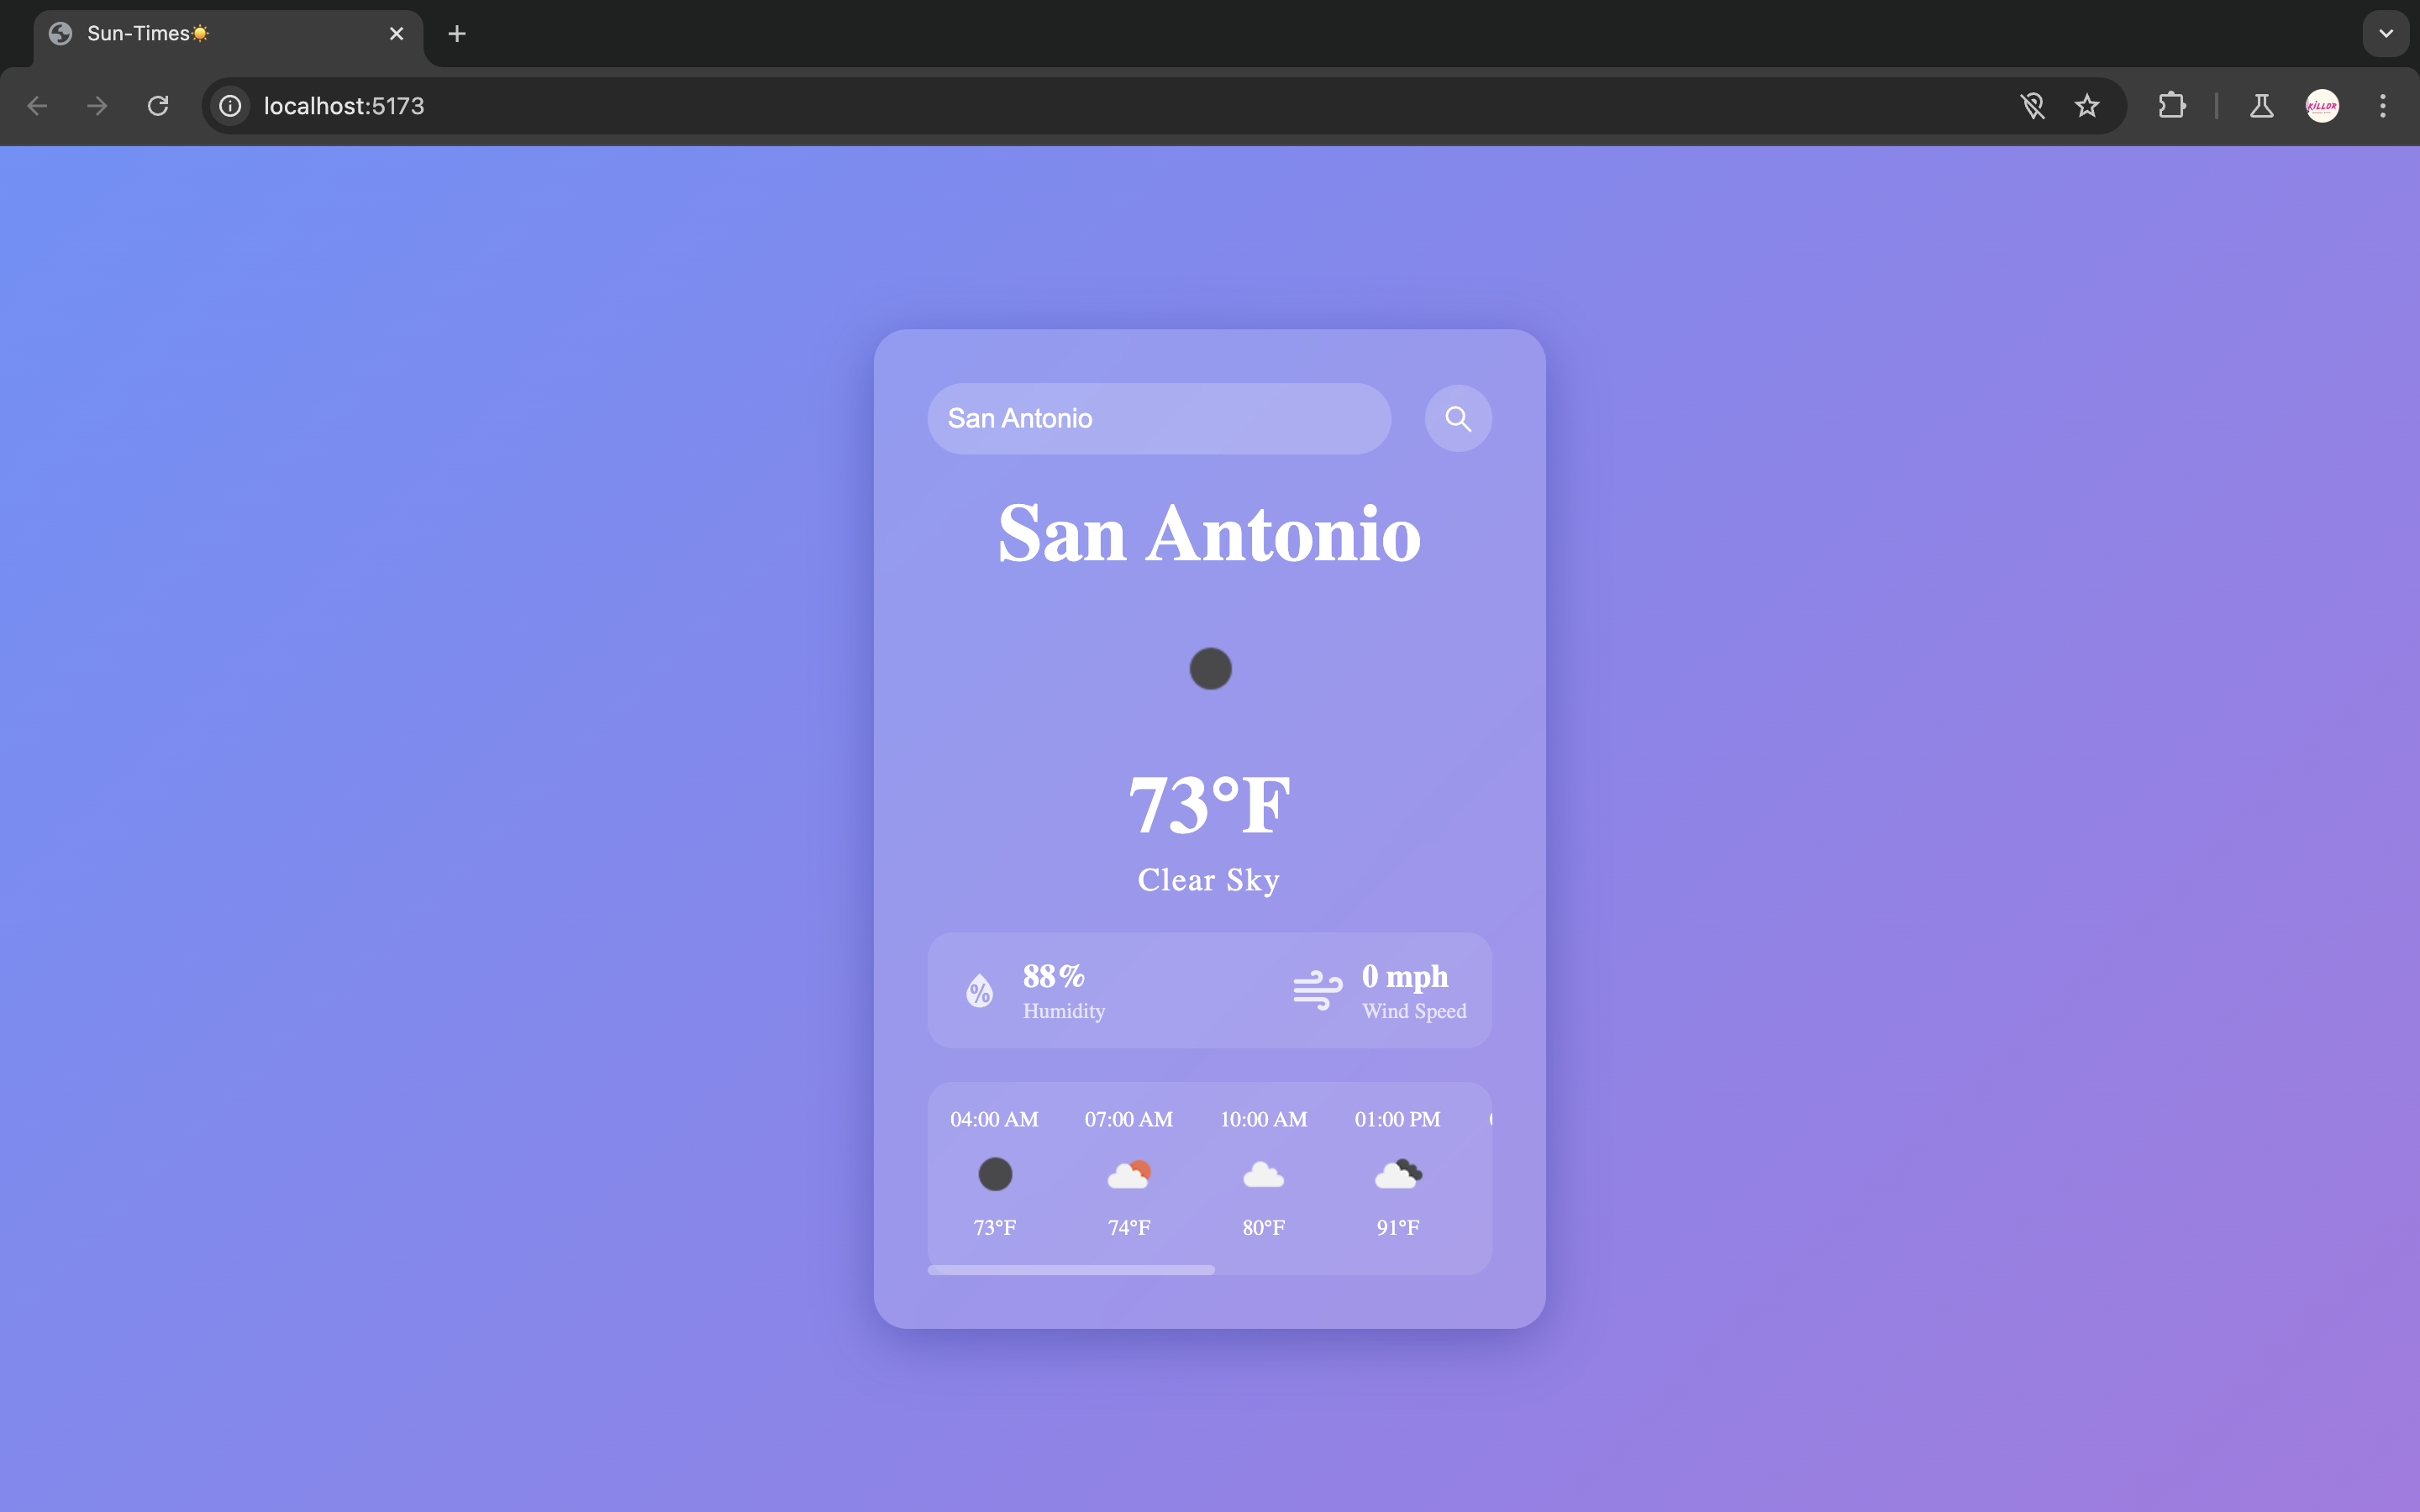 Sun-Times☀️
localhost:5173
KiLLDR
San Antonio
San Antonio
73°F
Clear Sky
88% 0 mph
Humidity Wind Speed
04:00 AM 07:00 AM 10:00 AM 01:00 PM
73°F 74°F 80°F 91°F